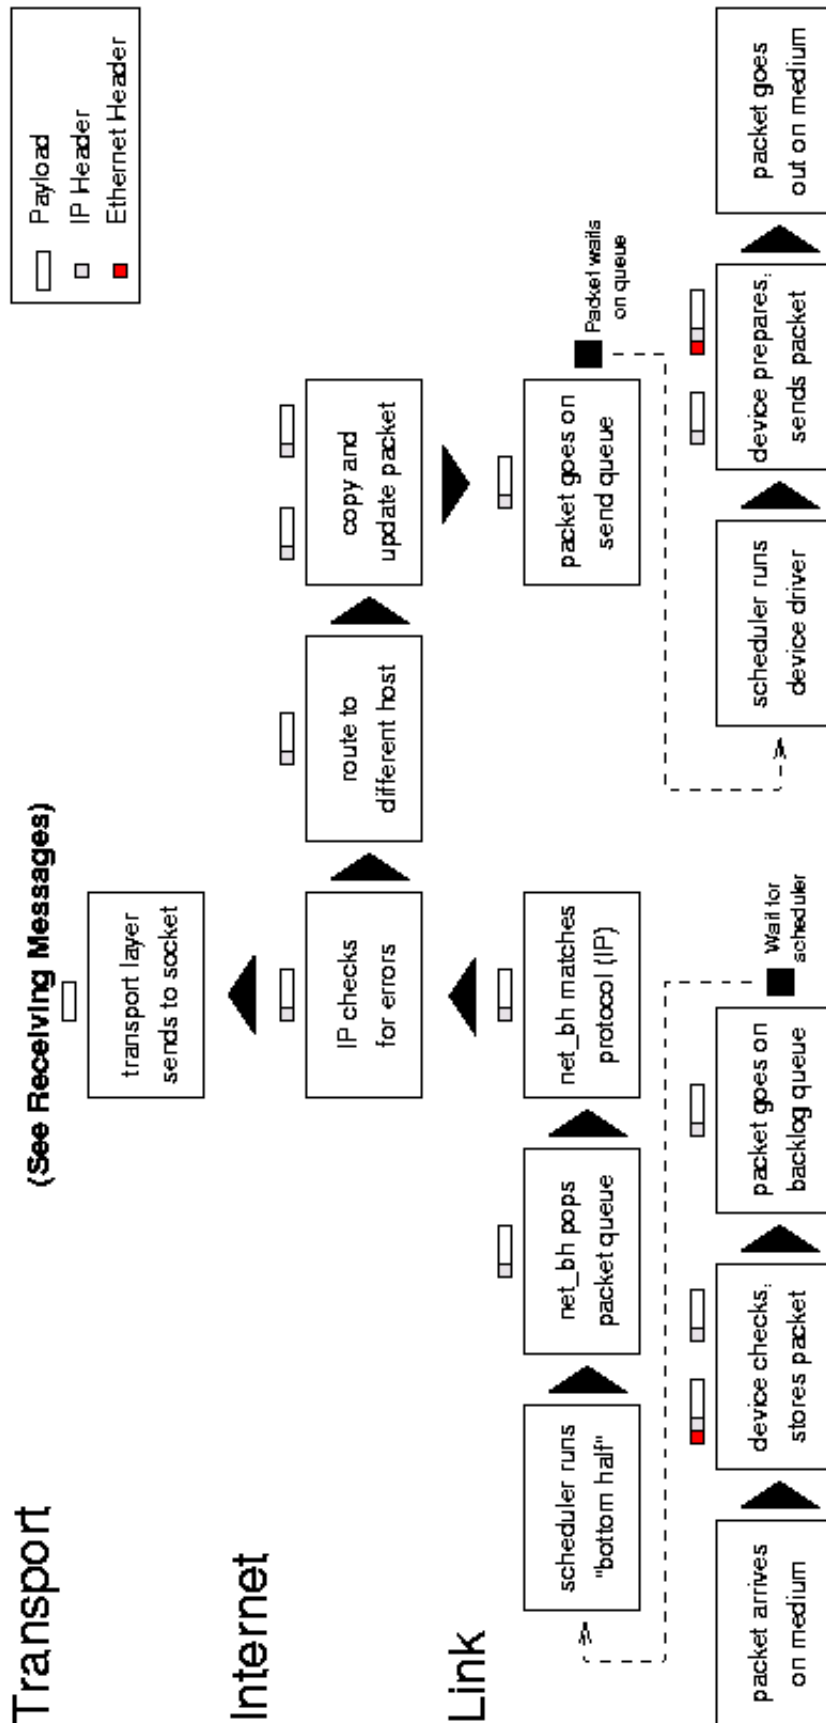 Payload
IP Header
Ethernet Header
(See Receiving Messages)
Transport
transport layer
sends to socket
Internet
IP checks
for errors
route to
different host
copy and
update packet
Link
scheduler runs
"bottom half"
net_bh pops
packet queue
net_bh matches
protocol (IP)
packet goes on
send queue
Packet waits
on queue
packet arrives
on medium
device checks,
stores packet
packet goes on
backlog queue
Wait for
scheduler
scheduler runs
device driver
device prepares,
sends packet
packet goes
out on medium